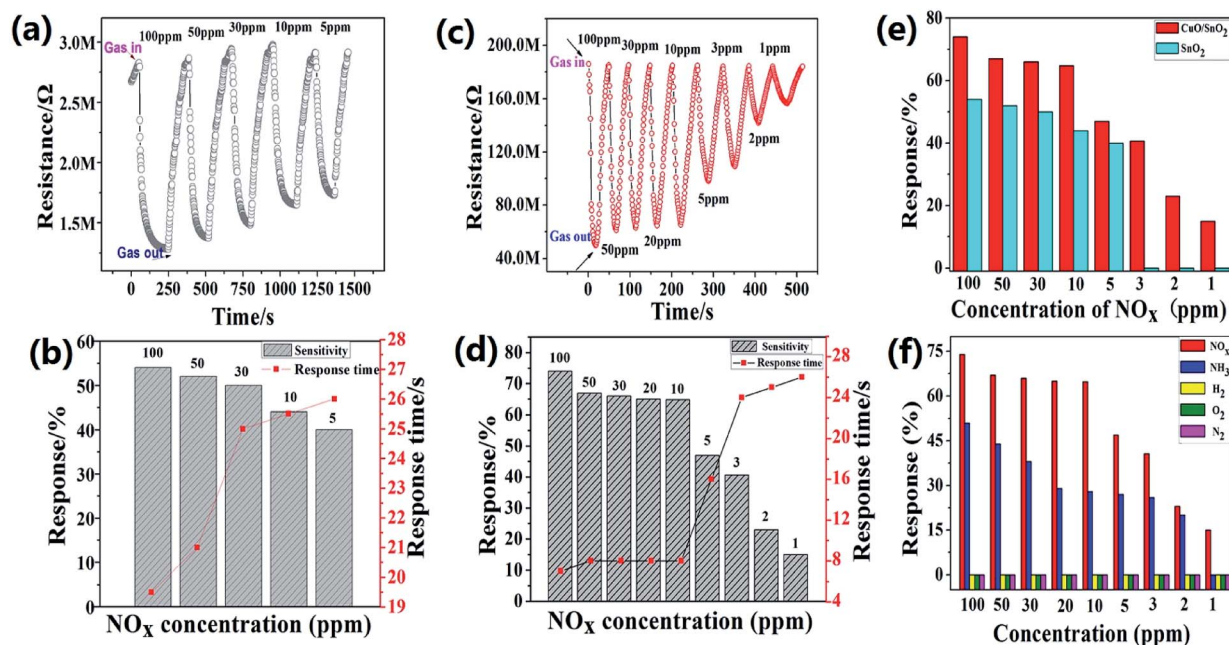 (a)
Gas in
100ppm 50ppm 30ppm 10ppm 5ppm
3.0M
2.5M
2.0M
1.5M
Gas out
Resistance/Ω
0 250 500 750 1000 1250 1500
Time/s
(c)
100ppm 30ppm 10ppm 3ppm 1ppm
Gas in
200.0M
160.0M
120.0M
80.0M
40.0M
2ppm
5ppm
Gas out
50ppm 20ppm
Resistance/Ω
0 100 200 300 400 500
Time/s
(e)
CuO/SnO2
SnO2
80
60
40
20
0
Response/%
100 50 30 10 5 3 2 1
Concentration of NOX (ppm)
(b)
Sensitivity
Response time
100 50 30 10 5
60
50
40
30
20
10
0
Response/%
28
27
26
25
24
23
22
21
20
19
Response time/s
NOX concentration (ppm)
(d)
Sensitivity
Response time
100 50 30 20 10 5 3 2 1
80
70
60
50
40
30
20
10
0
Response/%
28
24
20
16
12
8
4
Response time/s
NOX concentration (ppm)
(f)
NOX
NH3
H2
O2
N2
75
45
30
15
0
Response (%)
100 50 30 20 10 5 3 2 1
Concentration (ppm)